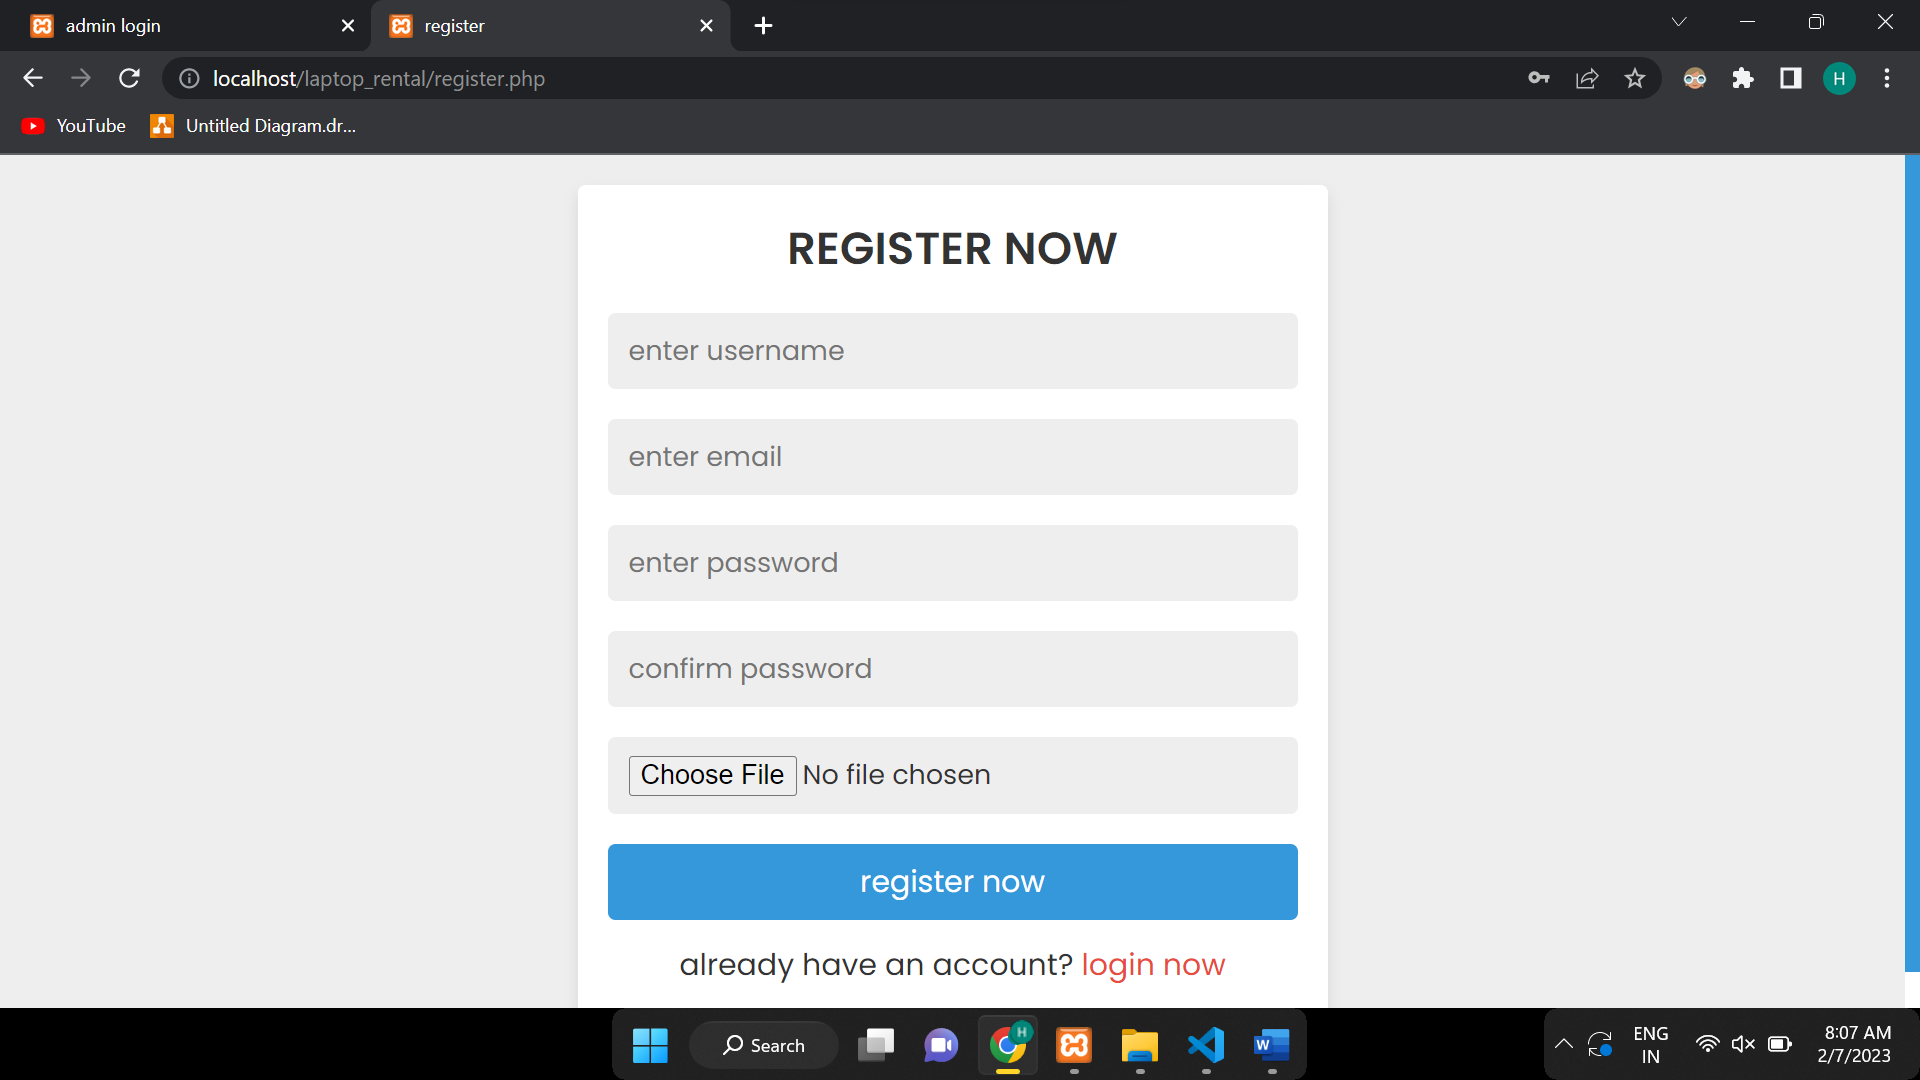 admin login
register
localhost/laptop_rental/register.php
H
YouTube
Untitled Diagram.dr...
REGISTER NOW
enter username
enter email
enter password
confirm password
Choose File No file chosen
register now
already have an account? login now
Search
H
W
ENG
IN
8:07 AM
2/7/2023